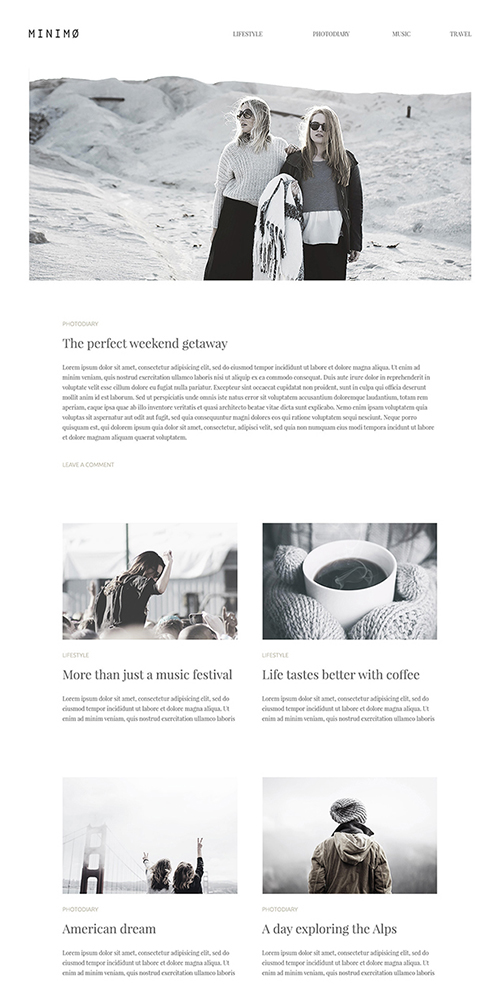 MINIMØ
LIFESTYLE PHOTODIARY MUSIC TRAVEL
PHOTODIARY
The perfect weekend getaway
Lorem ipsum dolor sit amet, consectetur adipisicing elit, sed do eiusmod tempor incididunt ut labore et dolore magna aliqua. Ut enim ad
minim veniam, quis nostrud exercitation ullamco laboris nisi ut aliquip ex ea commodo consequat. Duis aute irure dolor in reprehenderit in
voluptate velit esse cillum dolore eu fugiat nulla pariatur. Excepteur sint occaecat cupidatat non proident, sunt in culpa qui officia deserunt
mollit anim id est laborum. Sed ut perspiciatis unde omnis iste natus error sit voluptatem accusantium doloremque laudantium, totam rem
aperiam, eaque ipsa quae ab illo inventore veritatis et quasi architecto beatae vitae dicta sunt explicabo. Nemo enim ipsam voluptatem quia
voluptas sit aspernatur aut odit aut fugit, sed quia consequuntur magni dolores eos qui ratione voluptatem sequi nesciunt. Neque porro
quisquam est, qui dolorem ipsum quia dolor sit amet, consectetur, adipisci velit, sed quia non numquam eius modi tempora incidunt ut labore
et dolore magnam aliquam quaerat voluptatem.
LEAVE A COMMENT
LIFESTYLE
More than just a music festival
Lorem ipsum dolor sit amet, consectetur adipisicing elit, sed do
eiusmod tempor incididunt ut labore et dolore magna aliqua. Ut
enim ad minim veniam, quis nostrud exercitation ullamco laboris
LIFESTYLE
Life tastes better with coffee
Lorem ipsum dolor sit amet, consectetur adipisicing elit, sed do
eiusmod tempor incididunt ut labore et dolore magna aliqua. Ut
enim ad minim veniam, quis nostrud exercitation ullamco laboris
PHOTODIARY
American dream
Lorem ipsum dolor sit amet, consectetur adipisicing elit, sed do
eiusmod tempor incididunt ut labore et dolore magna aliqua. Ut
enim ad minim veniam, quis nostrud exercitation ullamco laboris
PHOTODIARY
A day exploring the Alps
Lorem ipsum dolor sit amet, consectetur adipisicing elit, sed do
eiusmod tempor incididunt ut labore et dolore magna aliqua. Ut
enim ad minim veniam, quis nostrud exercitation ullamco laboris